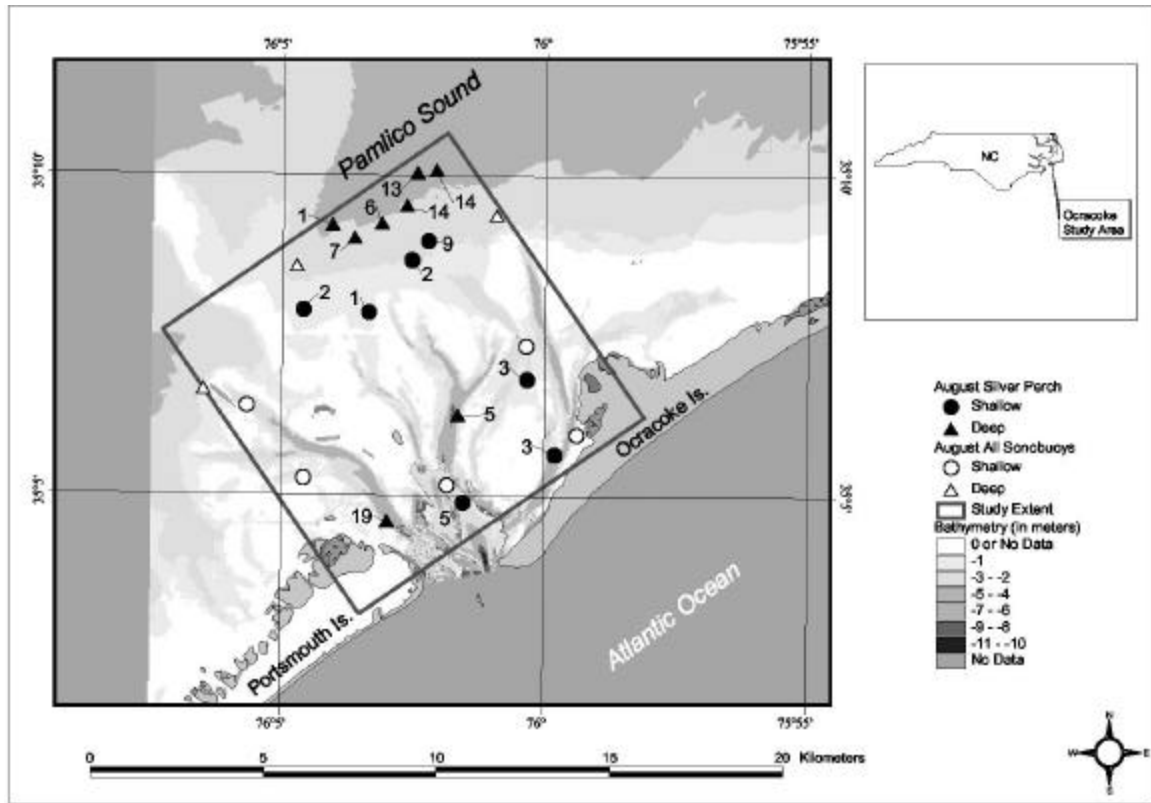 76°5'
76°
75°55'
Pamlico Sound
35°10'
35°10'
13
14
14
6
1
7
9
2
2
1
3
5
3
Ocracoke Is.
35°5'
35°5'
5
19
Portsmouth Is.
Atlantic Ocean
76°5'
76°
75°55'
0 5 10 15 20 Kilometers
NC
Ocracoke
Study Area
August Silver Perch
Shallow
Deep
August All Sonobuoys
Shallow
Deep
Study Extent
Bathymetry (in meters)
0 or No Data
-1
-3 - -2
-5 - -4
-7 - -6
-9 - -8
-11 - -10
No Data
N
W E
S